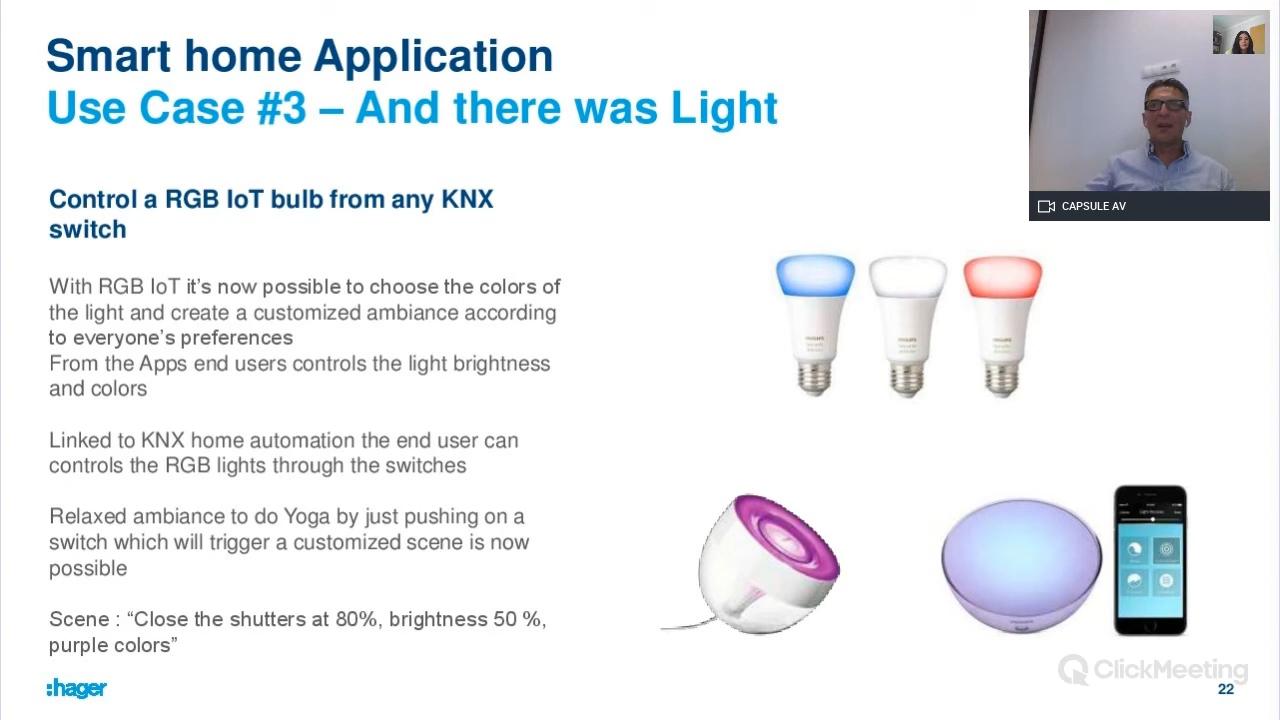 Smart home Application
Use Case #3 – And there was Light
CAPSULE AV
Control a RGB IoT bulb from any KNX
switch
With RGB IoT it’s now possible to choose the colors of
the light and create a customized ambiance according
to everyone’s preferences
From the Apps end users controls the light brightness
and colors
Linked to KNX home automation the end user can
controls the RGB lights through the switches
Relaxed ambiance to do Yoga by just pushing on a
switch which will trigger a customized scene is now
possible
Scene : “Close the shutters at 80%, brightness 50 %,
purple colors”
:hager
ClickMeeting
22